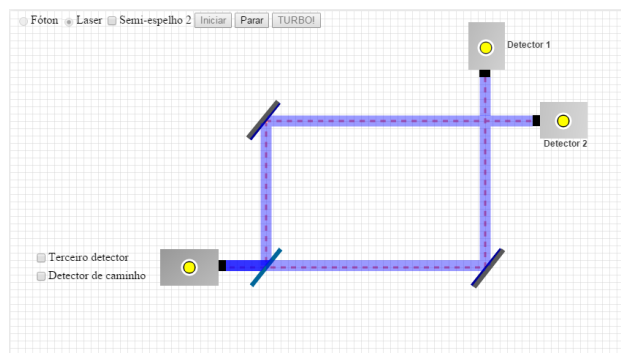 Fóton Laser Semi-espelho 2 Iniciar Parar TURBO!
Detector 1
Detector 2
Terceiro detector
Detector de caminho